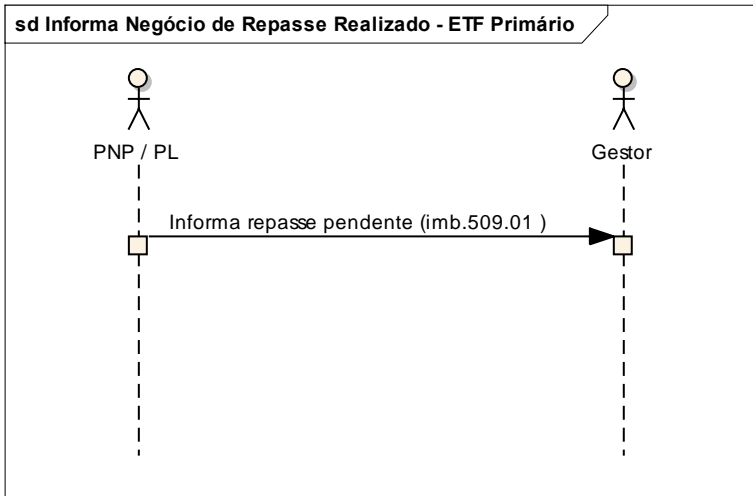 sd Informa Negócio de Repasse Realizado - ETF Primário
PNP / PL
Gestor
Informa repasse pendente (imb.509.01 )